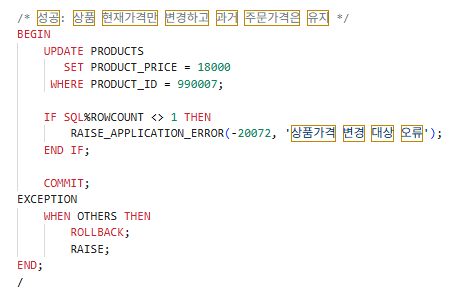 /* 성공: 상품 현재가격만 변경하고 과거 주문가격은 유지 */
BEGIN
    UPDATE PRODUCTS
       SET PRODUCT_PRICE = 18000
     WHERE PRODUCT_ID = 990007;

    IF SQL%ROWCOUNT <> 1 THEN
        RAISE_APPLICATION_ERROR(-20072, '상품가격 변경 대상 오류');
    END IF;

    COMMIT;
EXCEPTION
    WHEN OTHERS THEN
        ROLLBACK;
        RAISE;
END;
/